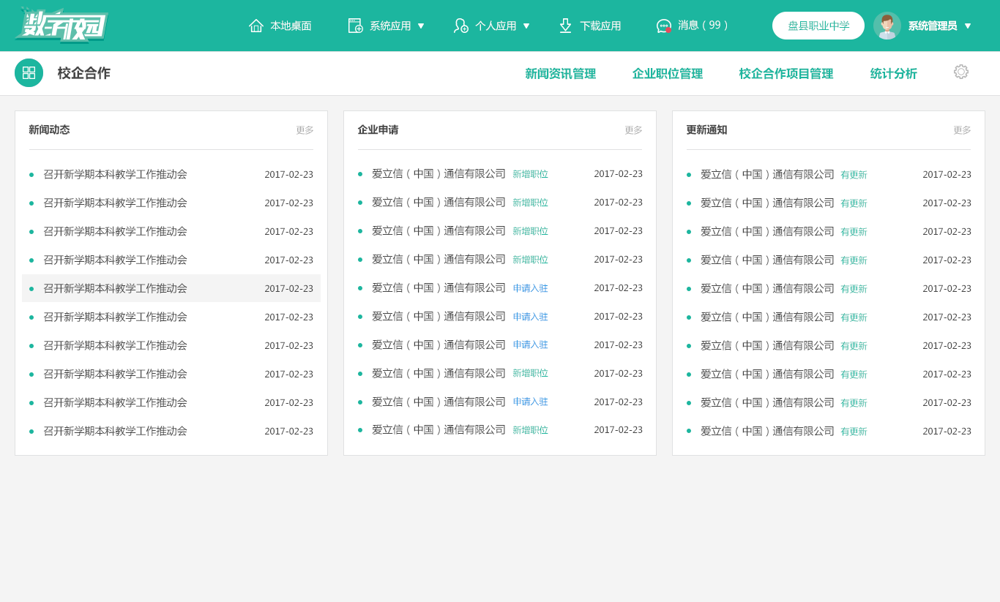 数字校园
本地桌面 系统应用 ▼ 个人应用 ▼ 下载应用 消息（99） 盘县职业中学 系统管理员 ▼
校企合作 新闻资讯管理 企业职位管理 校企合作项目管理 统计分析
新闻动态 更多
召开新学期本科教学工作推动会 2017-02-23
召开新学期本科教学工作推动会 2017-02-23
召开新学期本科教学工作推动会 2017-02-23
召开新学期本科教学工作推动会 2017-02-23
召开新学期本科教学工作推动会 2017-02-23
召开新学期本科教学工作推动会 2017-02-23
召开新学期本科教学工作推动会 2017-02-23
召开新学期本科教学工作推动会 2017-02-23
召开新学期本科教学工作推动会 2017-02-23
召开新学期本科教学工作推动会 2017-02-23
企业申请 更多
爱立信（中国）通信有限公司 新增职位 2017-02-23
爱立信（中国）通信有限公司 新增职位 2017-02-23
爱立信（中国）通信有限公司 新增职位 2017-02-23
爱立信（中国）通信有限公司 新增职位 2017-02-23
爱立信（中国）通信有限公司 申请入驻 2017-02-23
爱立信（中国）通信有限公司 申请入驻 2017-02-23
爱立信（中国）通信有限公司 申请入驻 2017-02-23
爱立信（中国）通信有限公司 新增职位 2017-02-23
爱立信（中国）通信有限公司 申请入驻 2017-02-23
爱立信（中国）通信有限公司 新增职位 2017-02-23
更新通知 更多
爱立信（中国）通信有限公司 有更新 2017-02-23
爱立信（中国）通信有限公司 有更新 2017-02-23
爱立信（中国）通信有限公司 有更新 2017-02-23
爱立信（中国）通信有限公司 有更新 2017-02-23
爱立信（中国）通信有限公司 有更新 2017-02-23
爱立信（中国）通信有限公司 有更新 2017-02-23
爱立信（中国）通信有限公司 有更新 2017-02-23
爱立信（中国）通信有限公司 有更新 2017-02-23
爱立信（中国）通信有限公司 有更新 2017-02-23
爱立信（中国）通信有限公司 有更新 2017-02-23